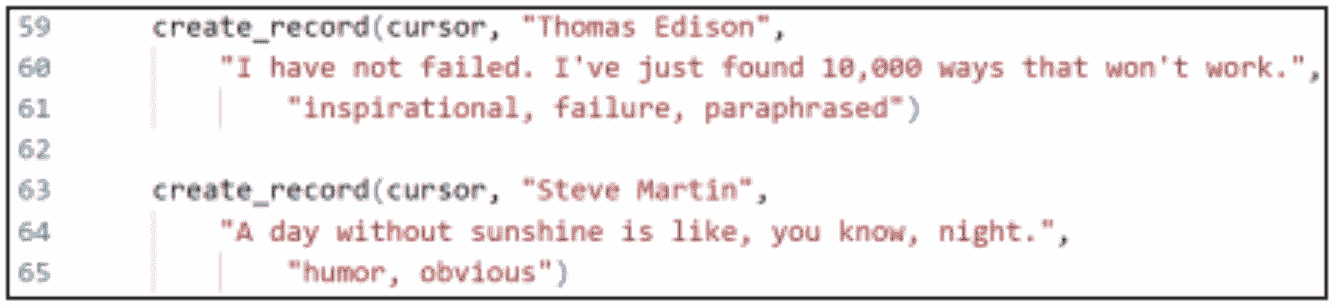 59 create_record(cursor, "Thomas Edison",
60 "I have not failed. I've just found 10,000 ways that won't work.",
61 "inspirational, failure, paraphrased")
62
63 create_record(cursor, "Steve Martin",
64 "A day without sunshine is like, you know, night.",
65 "humor, obvious")